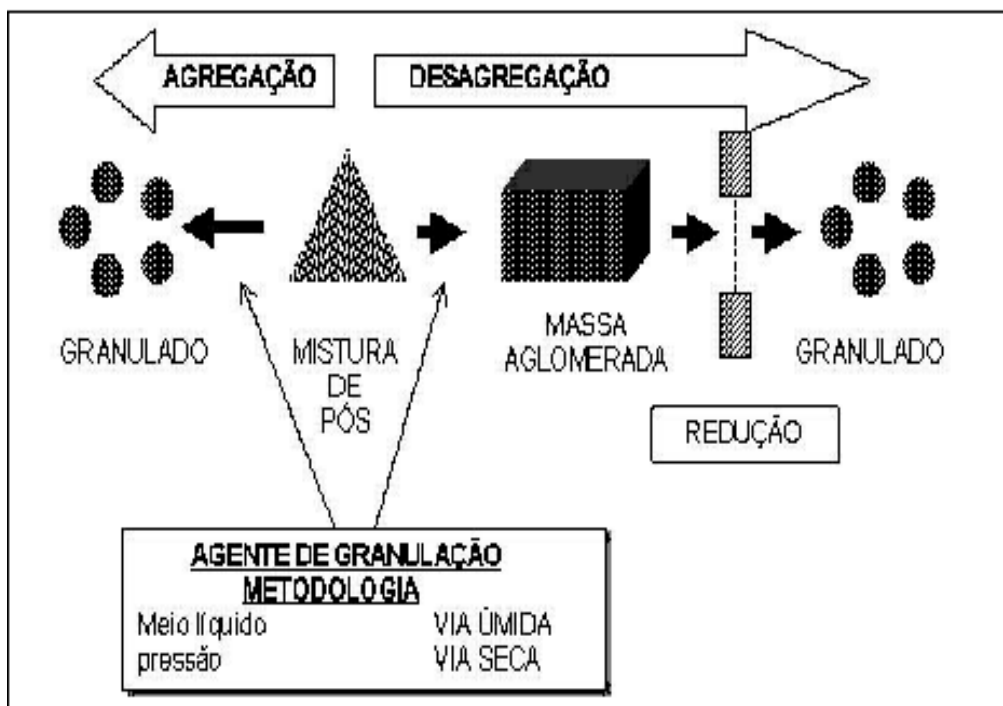 AGREGAÇÃO
DESAGREGAÇÃO
GRANULADO
MISTURA
DE
PÓS
MASSA
AGLOMERADA
GRANULADO
REDUÇÃO
AGENTE DE GRANULAÇÃO
METODOLOGIA
Meio líquido VIA ÚMIDA
pressão VIA SECA